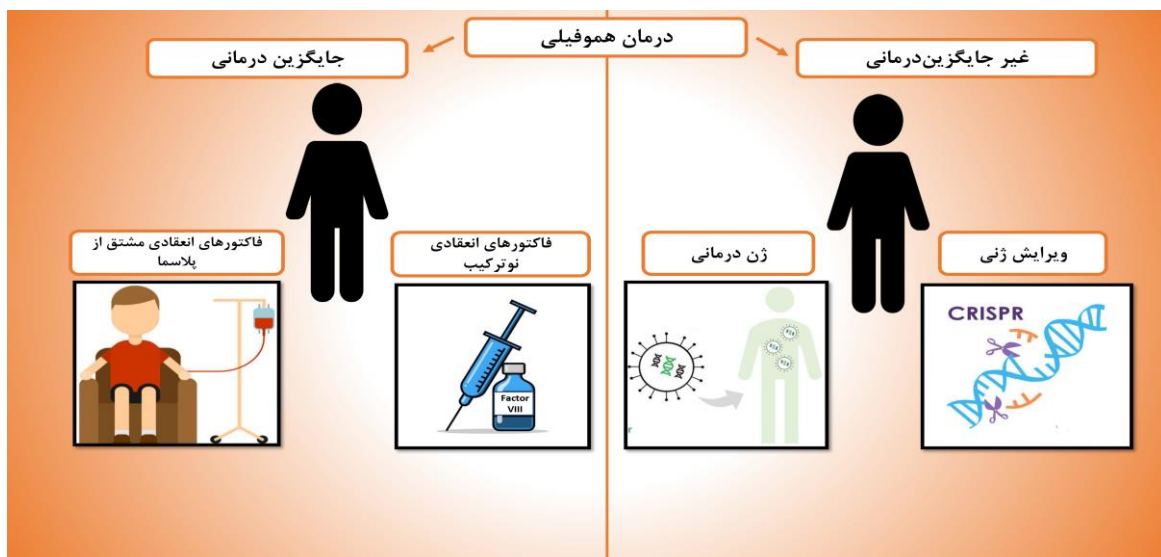 درمان هموفیلی
غیر جایگزین‌درمانی
جایگزین درمانی
ویرایش ژنی
ژن درمانی
فاکتورهای انعقادی
نوترکیب
فاکتورهای انعقادی مشتق از
پلاسما
CRISPR
Factor
VIII